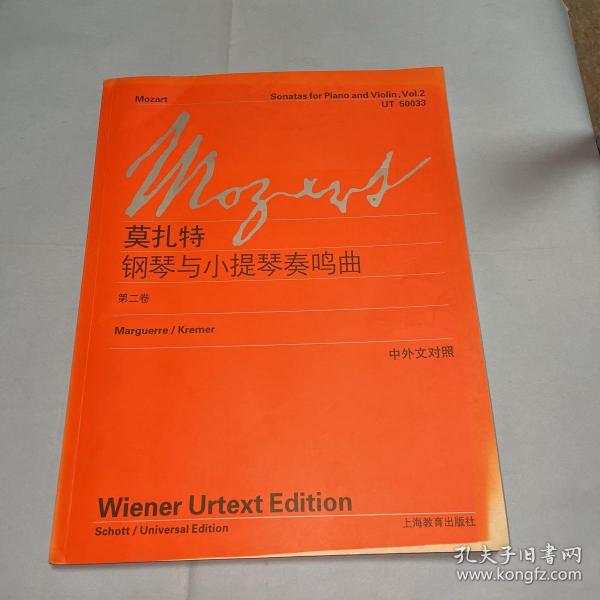 Mozart
Sonatas for Piano and Violin, Vol.2
UT 50033
Mozart
莫扎特
钢琴与小提琴奏鸣曲
第二卷
Marguerre / Kremer
中外文对照
Wiener Urtext Edition
Schott / Universal Edition
上海教育出版社
孔夫子旧书网
www.kongfz.com